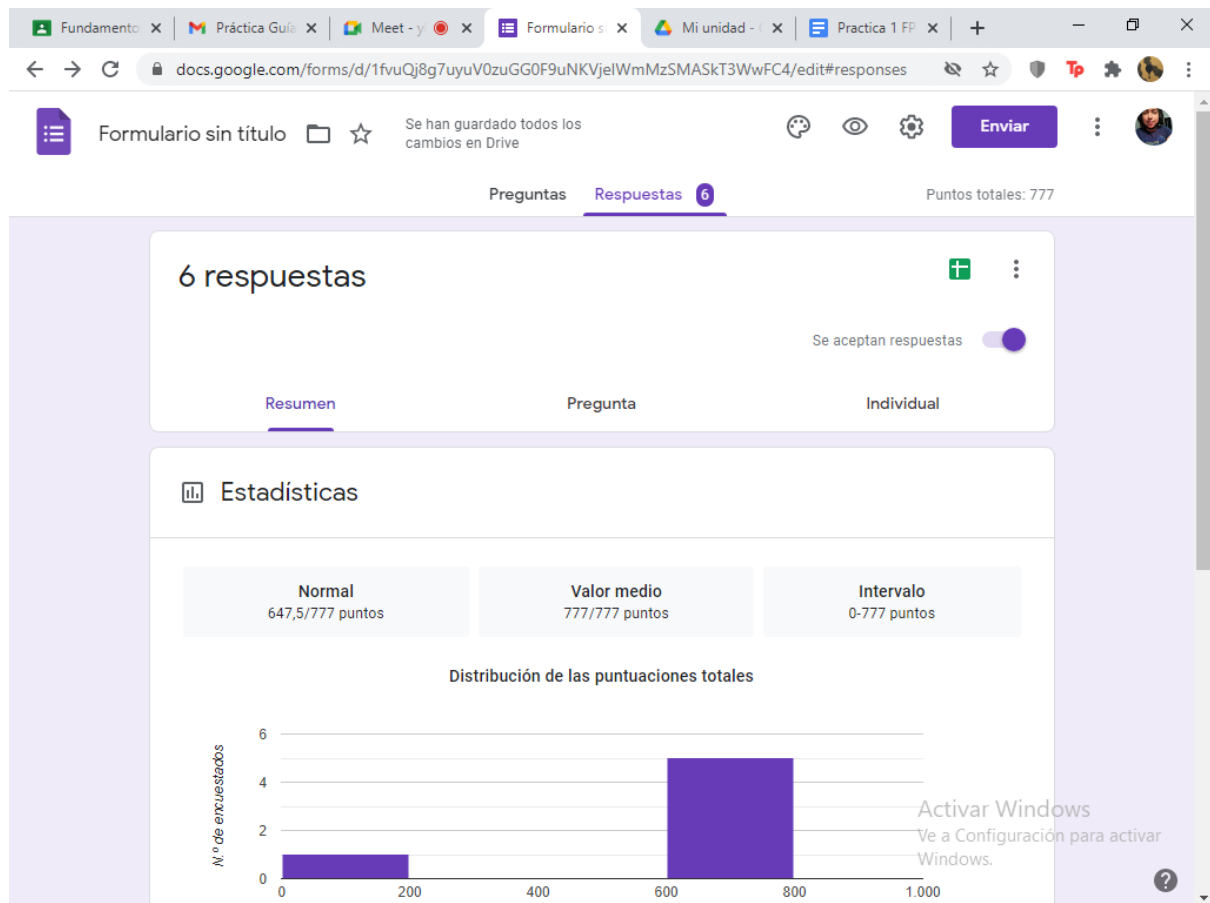 Fundamento
Práctica Guía
Meet - y
Formulario s
Mi unidad -
Practica 1 FP
docs.google.com/forms/d/1fvuQj8g7uyuV0zuGG0F9uNKVjelWmMzSMASkT3WwFC4/edit#responses
Tp
Formulario sin título
Se han guardado todos los
cambios en Drive
Enviar
Preguntas
Respuestas 6
Puntos totales: 777
6 respuestas
Se aceptan respuestas
Resumen
Pregunta
Individual
Estadísticas
Normal
647,5/777 puntos
Valor medio
777/777 puntos
Intervalo
0-777 puntos
Distribución de las puntuaciones totales
N.º de encuestados
6
4
2
0
0 200 400 600 800 1.000
Activar Windows
Ve a Configuración para activar
Windows.